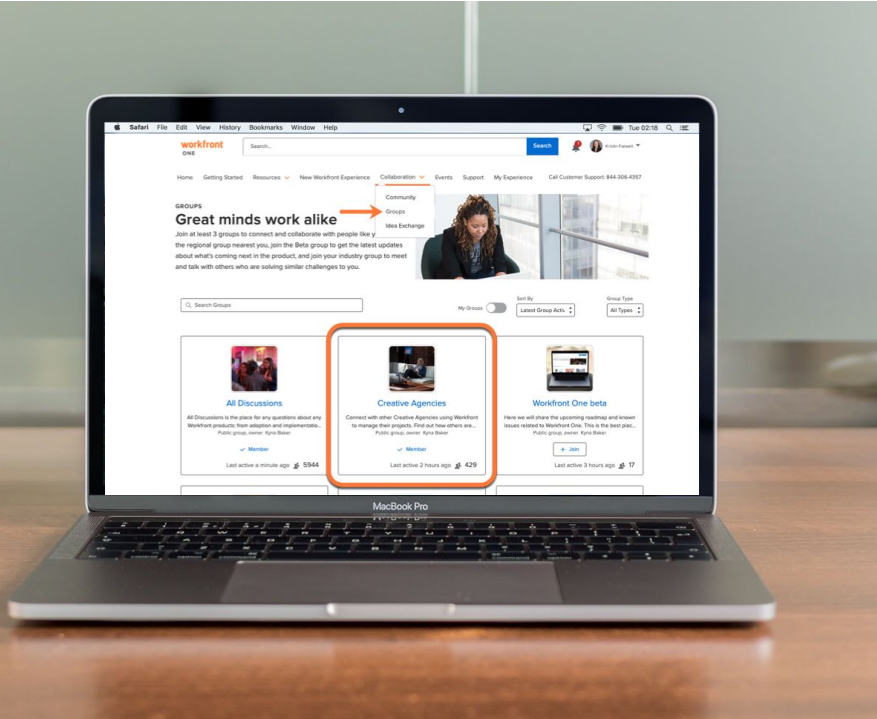 Safari File Edit View History Bookmarks Window Help Tue 02:18
workfront
ONE
Search...
Search
Kristin Farwell
Home Getting Started Resources New Workfront Experience Collaboration Events Support My Experience Call Customer Support: 844-306-4357
Community
Groups
Idea Exchange
GROUPS
Great minds work alike
Join at least 3 groups to connect and collaborate with people like y
the regional group nearest you, join the Beta group to get the latest updates
about what's coming next in the product, and join your industry group to meet
and talk with others who are solving similar challenges to you.
Search Groups
My Groups
Sort By
Latest Group Activ
Group Type
All Types
All Discussions
All Discussions is the place for any questions about any
Workfront products: from adoption and implementatio...
Public group, owner Kyna Baker
Member
Last active a minute ago 5944
Creative Agencies
Connect with other Creative Agencies using Workfront
to manage their projects. Find out how others are...
Public group, owner Kyna Baker
Member
Last active 2 hours ago 429
Workfront One beta
Here we will share the upcoming roadmap and known
issues related to Workfront One. This is the best plac...
Public group, owner Kyna Baker
+ Join
Last active 3 hours ago 17
MacBook Pro